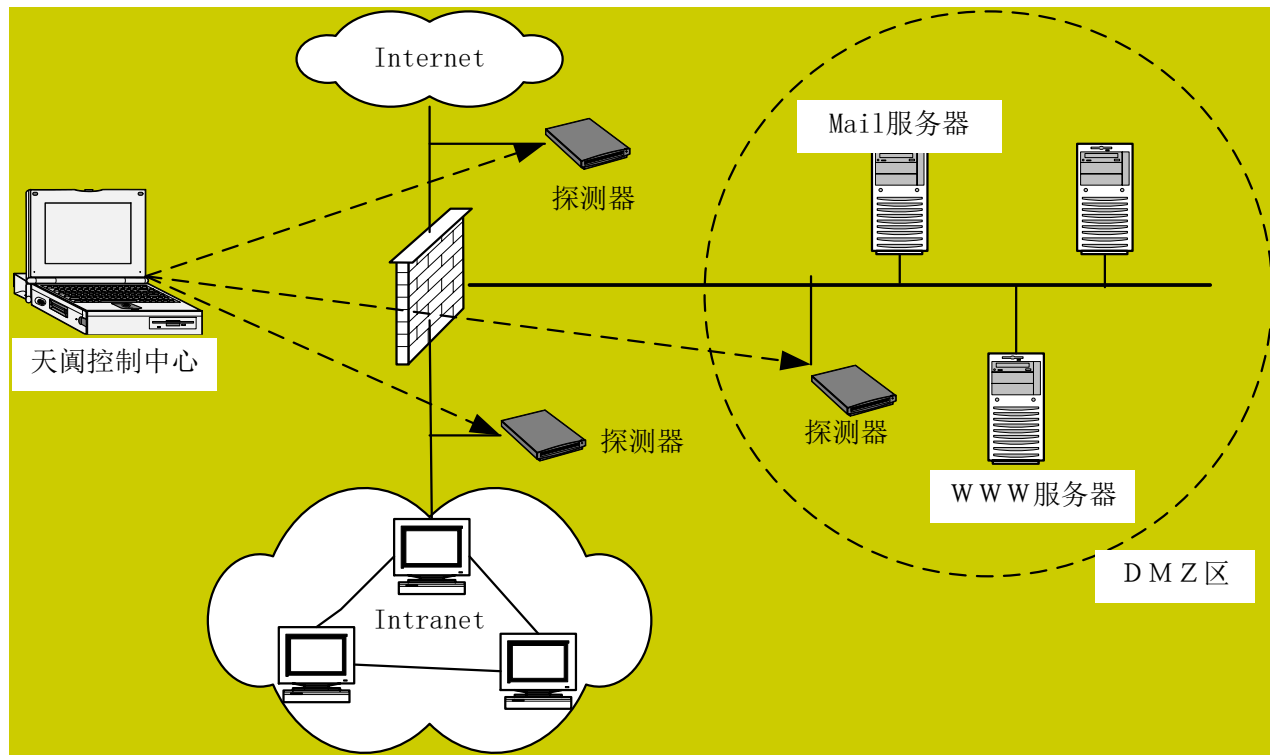 Internet
Mail服务器
探测器
天阗控制中心
探测器
探测器
WWW服务器
DMZ区
Intranet